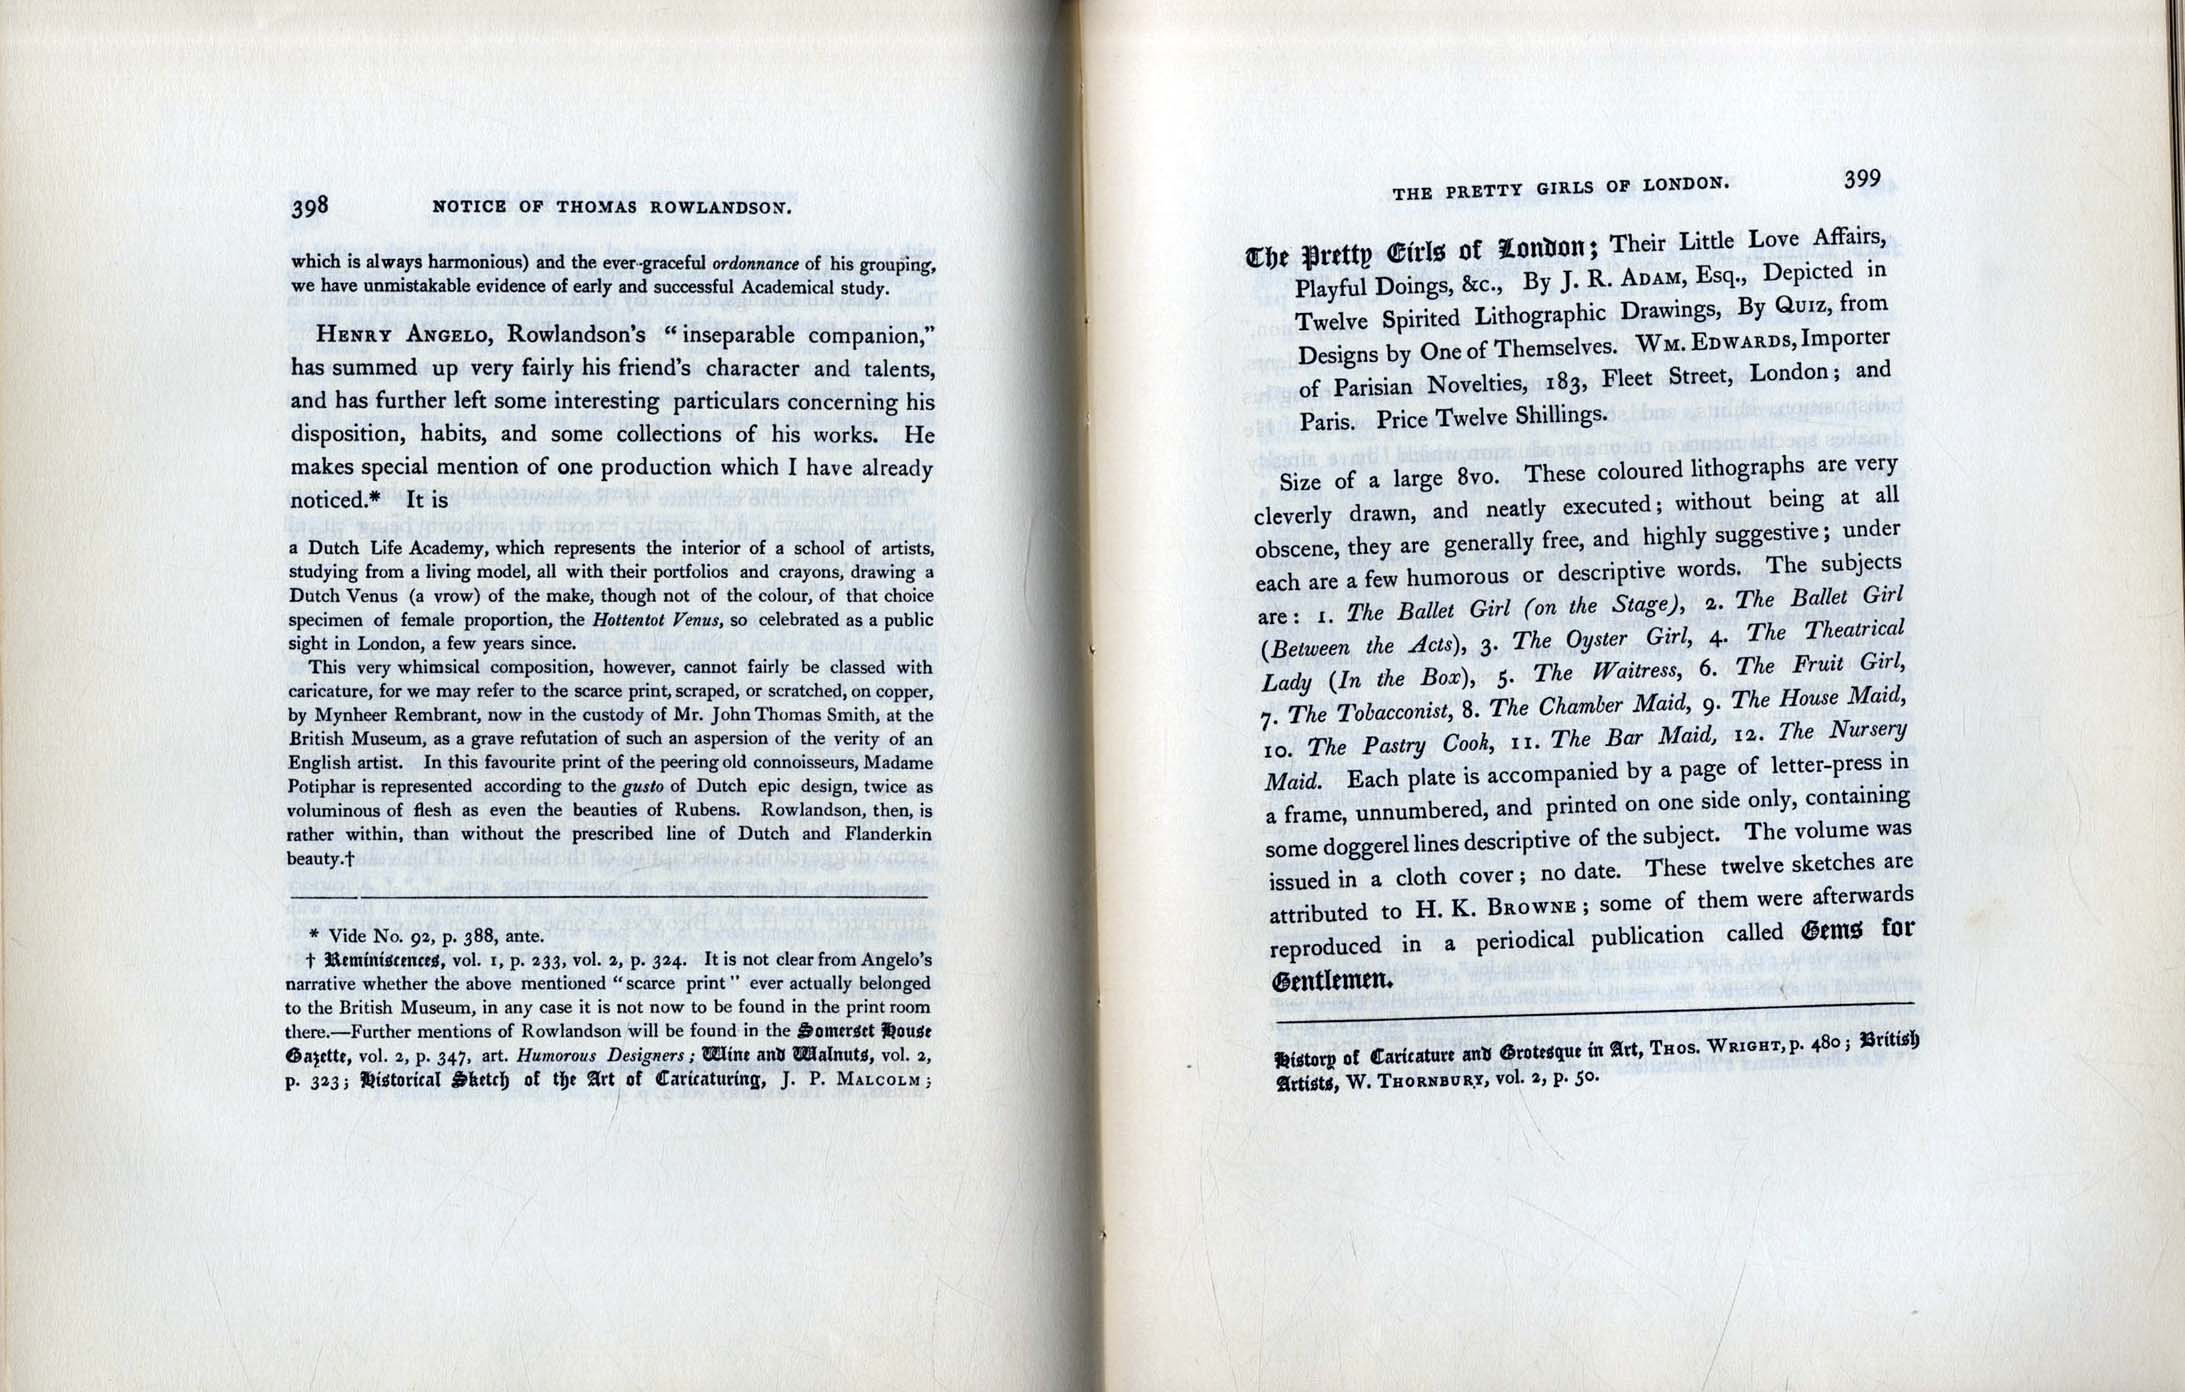 398 NOTICE OF THOMAS ROWLANDSON.
which is always harmonious) and the ever-graceful ordonnance of his grouping,
we have unmistakable evidence of early and successful Academical study.
HENRY ANGELO, Rowlandson's “inseparable companion,”
has summed up very fairly his friend's character and talents,
and has further left some interesting particulars concerning his
disposition, habits, and some collections of his works. He
makes special mention of one production which I have already
noticed.* It is
a Dutch Life Academy, which represents the interior of a school of artists,
studying from a living model, all with their portfolios and crayons, drawing a
Dutch Venus (a vrow) of the make, though not of the colour, of that choice
specimen of female proportion, the Hottentot Venus, so celebrated as a public
sight in London, a few years since.
This very whimsical composition, however, cannot fairly be classed with
caricature, for we may refer to the scarce print, scraped, or scratched, on copper,
by Mynheer Rembrant, now in the custody of Mr. John Thomas Smith, at the
British Museum, as a grave refutation of such an aspersion of the verity of an
English artist. In this favourite print of the peering old connoisseurs, Madame
Potiphar is represented according to the gusto of Dutch epic design, twice as
voluminous of flesh as even the beauties of Rubens. Rowlandson, then, is
rather within, than without the prescribed line of Dutch and Flanderkin
beauty.†
* Vide No. 92, p. 388, ante.
† Reminiscences, vol. 1, p. 233, vol. 2, p. 324. It is not clear from Angelo's
narrative whether the above mentioned “scarce print” ever actually belonged
to the British Museum, in any case it is not now to be found in the print room
there.—Further mentions of Rowlandson will be found in the Somerset House
Gazette, vol. 2, p. 347, art. Humorous Designers; Wine and Walnuts, vol. 2,
p. 323; Historical Sketch of the Art of Caricaturing, J. P. MALCOLM;
THE PRETTY GIRLS OF LONDON. 399
The Pretty Girls of London; Their Little Love Affairs,
Playful Doings, &c., By J. R. ADAM, Esq., Depicted in
Twelve Spirited Lithographic Drawings, By QUIZ, from
Designs by One of Themselves. WM. EDWARDS, Importer
of Parisian Novelties, 183, Fleet Street, London; and
Paris. Price Twelve Shillings.
Size of a large 8vo. These coloured lithographs are very
cleverly drawn, and neatly executed; without being at all
obscene, they are generally free, and highly suggestive; under
each are a few humorous or descriptive words. The subjects
are: 1. The Ballet Girl (on the Stage), 2. The Ballet Girl
(Between the Acts), 3. The Oyster Girl, 4. The Theatrical
Lady (In the Box), 5. The Waitress, 6. The Fruit Girl,
7. The Tobacconist, 8. The Chamber Maid, 9. The House Maid,
10. The Pastry Cook, 11. The Bar Maid, 12. The Nursery
Maid. Each plate is accompanied by a page of letter-press in
a frame, unnumbered, and printed on one side only, containing
some doggerel lines descriptive of the subject. The volume was
issued in a cloth cover; no date. These twelve sketches are
attributed to H. K. BROWNE; some of them were afterwards
reproduced in a periodical publication called Gems for
Gentlemen.
History of Caricature and Grotesque in Art, THOS. WRIGHT, p. 480; British
Artists, W. THORNBURY, vol. 2, p. 50.